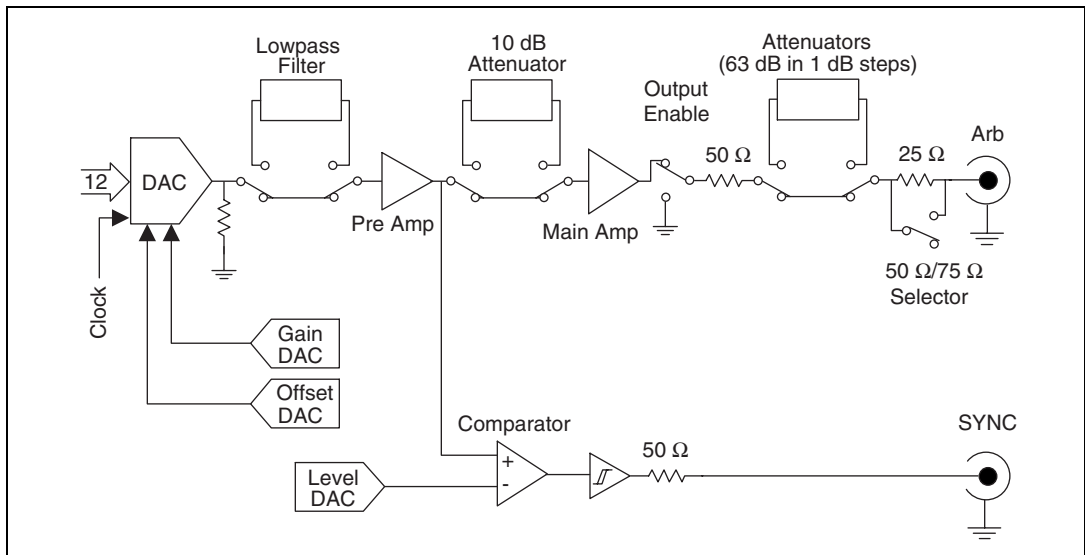 Lowpass
Filter
10 dB
Attenuator
Attenuators
(63 dB in 1 dB steps)
Output
Enable
Arb
50 Ω
25 Ω
12
DAC
Pre Amp
Main Amp
50 Ω/75 Ω
Selector
Clock
Gain
DAC
Offset
DAC
Comparator
SYNC
50 Ω
+
-
Level
DAC